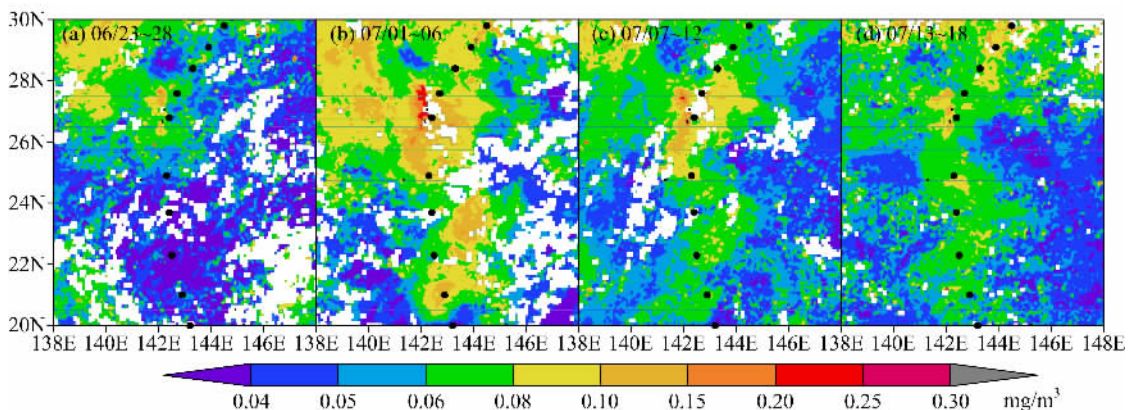 30N
28N
26N
24N
22N
20N
(a) 06/23~28
(b) 07/01~06
(c) 07/07~12
(d) 07/13~18
138E 140E 142E 144E 146E 138E 140E 142E 144E 146E 138E 140E 142E 144E 146E 138E 140E 142E 144E 146E 148E
0.04 0.05 0.06 0.08 0.10 0.15 0.20 0.25 0.30 mg/m³